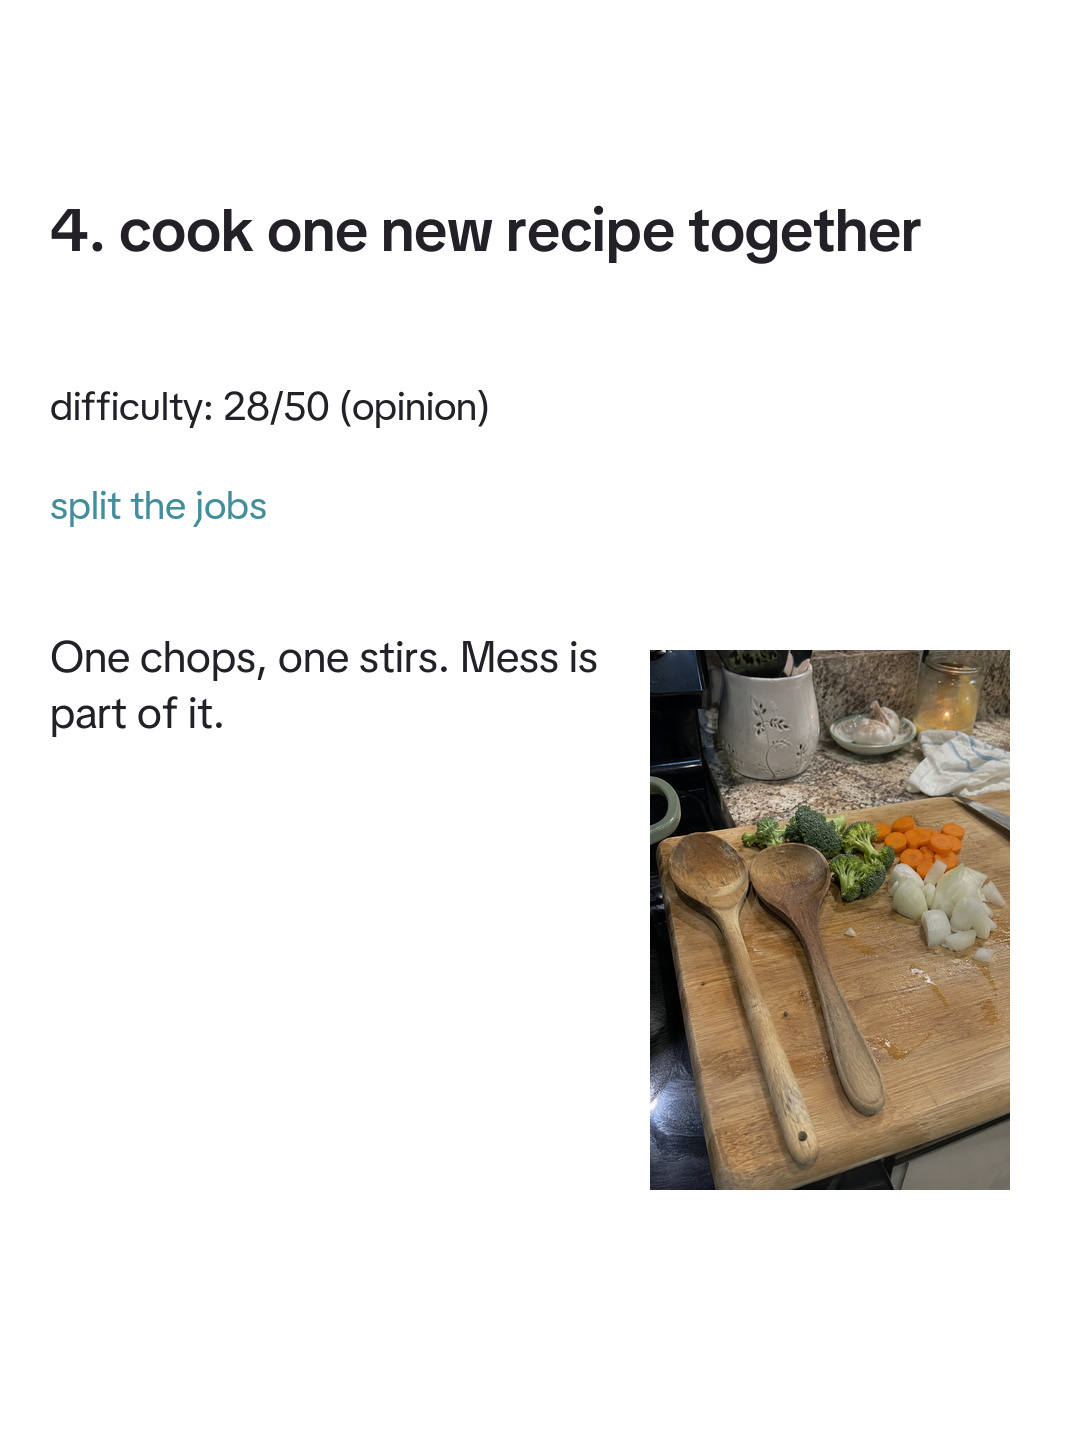 4. cook one new recipe together
difficulty: 28/50 (opinion)
split the jobs
One chops, one stirs. Mess is
part of it.